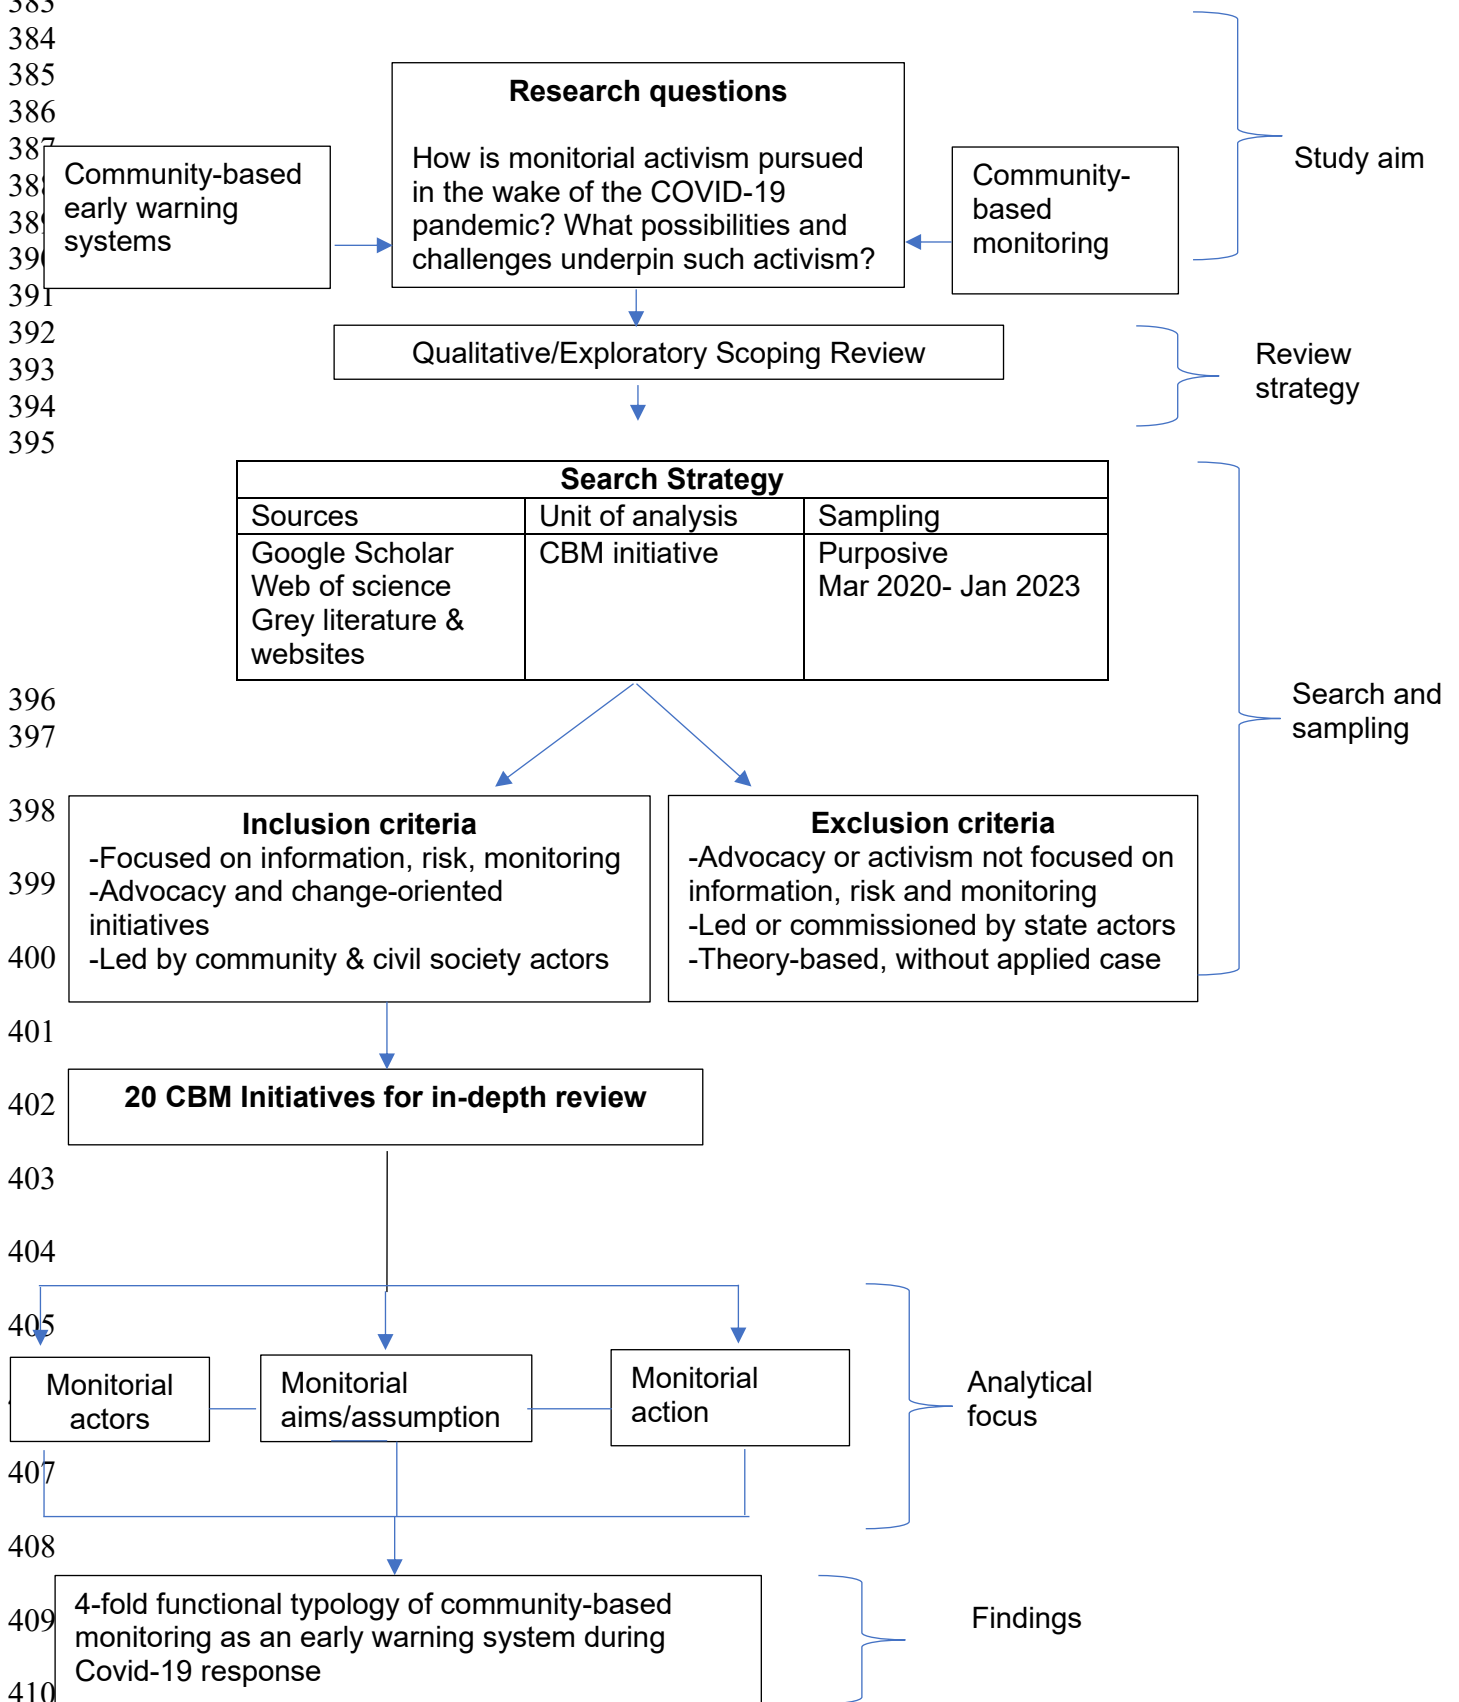 383
384
385
386
387
388
389
390
391
392
393
394
395
Research questions
How is monitorial activism pursued
in the wake of the COVID-19
pandemic? What possibilities and
challenges underpin such activism?
Community-based
early warning
systems
Community-
based
monitoring
Study aim
Qualitative/Exploratory Scoping Review
Review
strategy
Search Strategy
Sources
Unit of analysis
Sampling
Google Scholar
Web of science
Grey literature &
websites
CBM initiative
Purposive
Mar 2020- Jan 2023
396
397
Search and
sampling
398
399
400
Inclusion criteria
-Focused on information, risk, monitoring
-Advocacy and change-oriented
initiatives
-Led by community & civil society actors
Exclusion criteria
-Advocacy or activism not focused on
information, risk and monitoring
-Led or commissioned by state actors
-Theory-based, without applied case
401
402
20 CBM Initiatives for in-depth review
403
404
405
Monitorial
actors
Monitorial
aims/assumption
Monitorial
action
Analytical
focus
407
408
409
4-fold functional typology of community-based
monitoring as an early warning system during
Covid-19 response
Findings
410